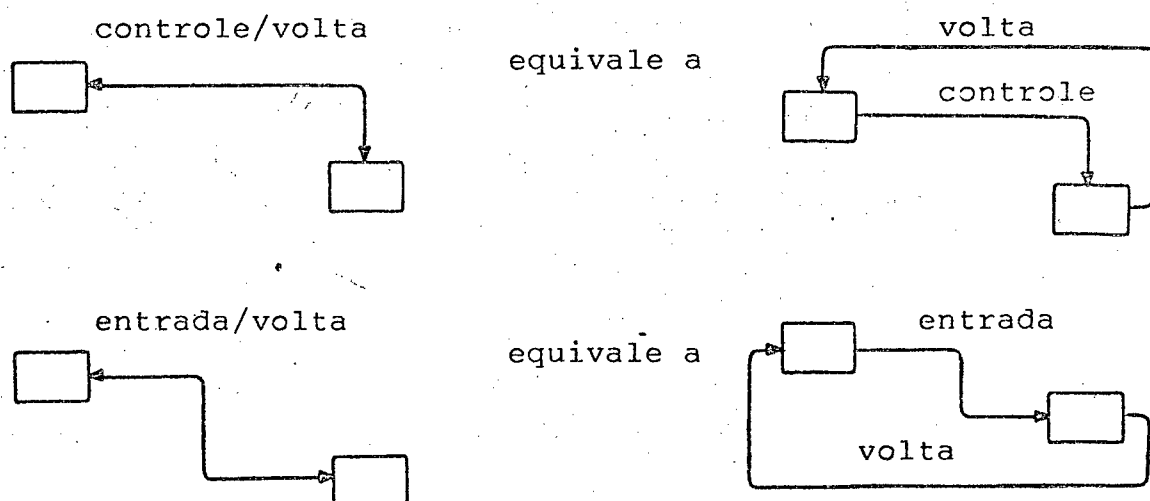 controle/volta
equivale a
volta
controle
entrada/volta
equivale a
entrada
volta